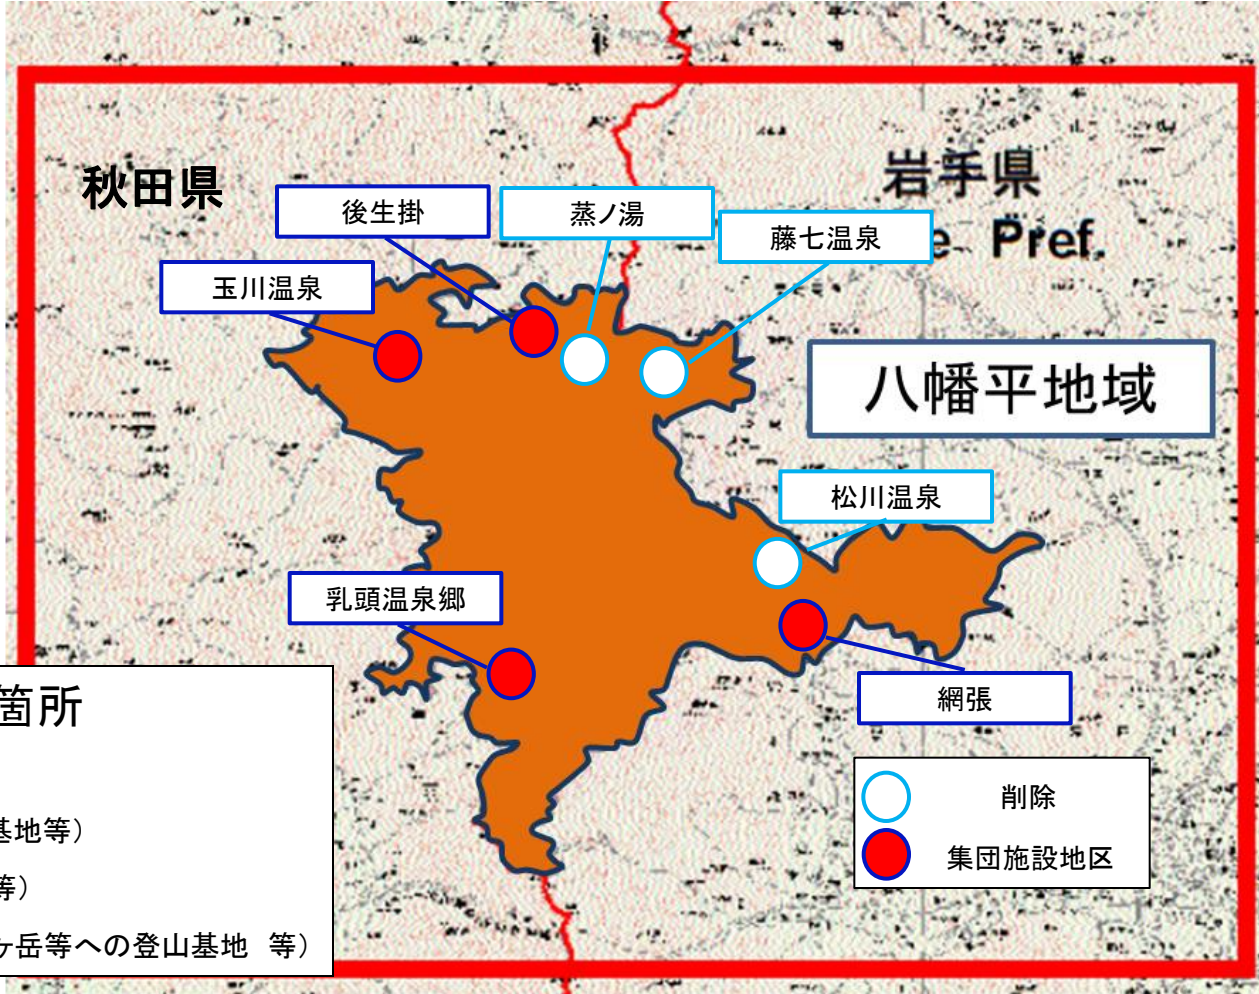 秋田県
岩手県
e Pref.
後生掛
蒸ノ湯
藤七温泉
玉川温泉
八幡平地域
松川温泉
乳頭温泉郷
網張
箇所
基地等）
等）
ケ岳等への登山基地 等）
削除
集団施設地区